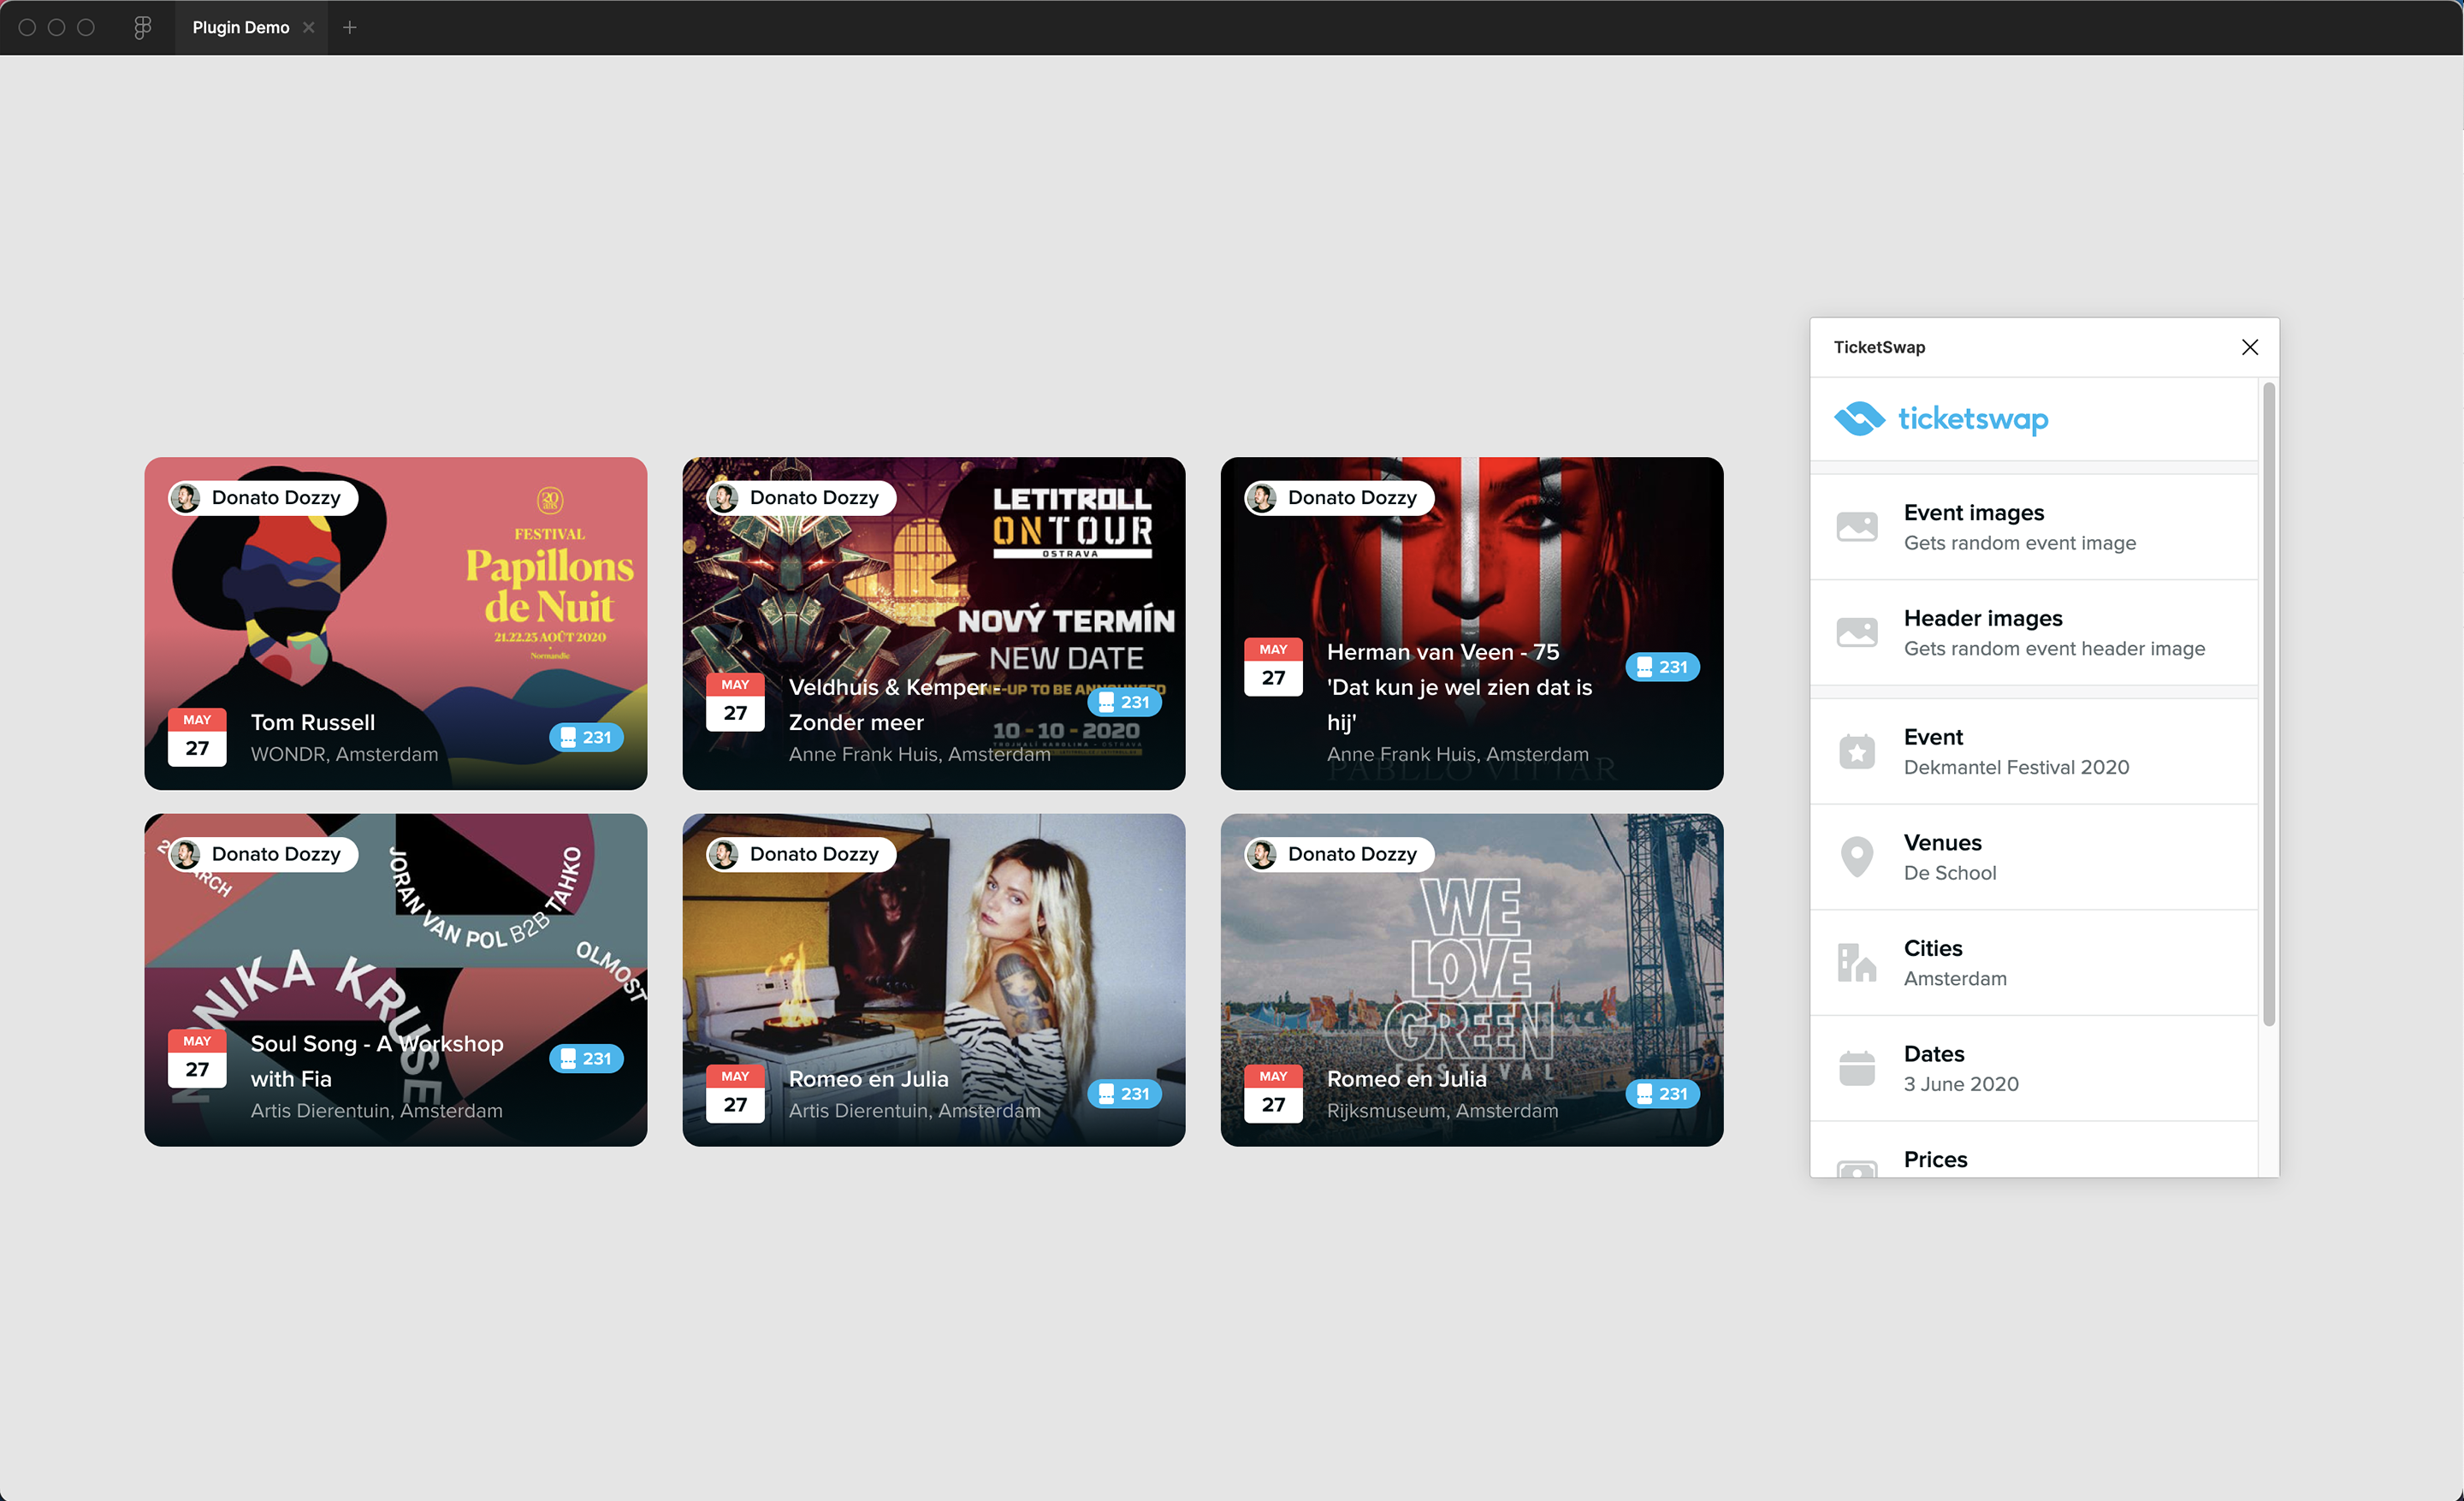 Plugin Demo
Donato Dozzy
20 ans
FESTIVAL
Papillons
de Nuit
21.22.23 AOÛT 2020
Normandie
MAY
27
Tom Russell
WONDR, Amsterdam
231
Donato Dozzy
LETITROLL
ON TOUR
OSTRAVA
NOVÝ TERMÍN
NEW DATE
NE-UP TO BE ANNOUNCED
10 - 10 - 2020
MAY
27
Veldhuis & Kemper -
Zonder meer
Anne Frank Huis, Amsterdam
231
Donato Dozzy
MAY
27
Herman van Veen - 75
'Dat kun je wel zien dat is
hij'
Anne Frank Huis, Amsterdam
231
PABLLO VITTAR
Donato Dozzy
JORAN VAN POL B2B TAHKO
OLMOST
NIKA KRUSE
MAY
27
Soul Song - A Workshop
with Fia
Artis Dierentuin, Amsterdam
231
Donato Dozzy
MAY
27
Romeo en Julia
Artis Dierentuin, Amsterdam
231
Donato Dozzy
WE
LOVE
GREEN
FESTIVAL
MAY
27
Romeo en Julia
Rijksmuseum, Amsterdam
231
TicketSwap
ticketswap
Event images
Gets random event image
Header images
Gets random event header image
Event
Dekmantel Festival 2020
Venues
De School
Cities
Amsterdam
Dates
3 June 2020
Prices